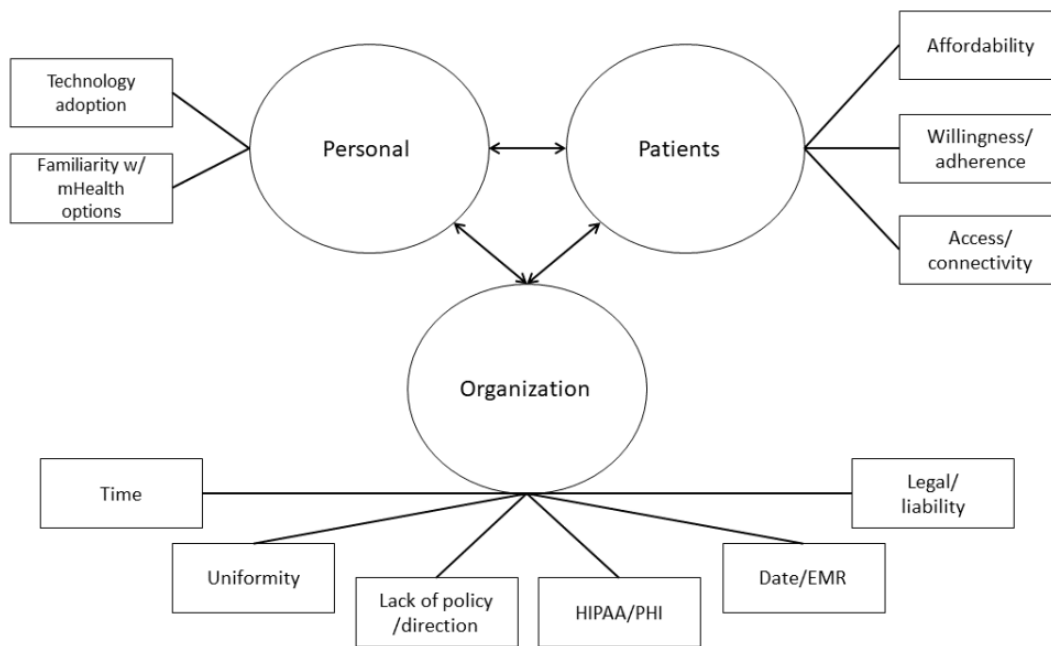 Technology
adoption
Familiarity w/
mHealth
options
Personal
Patients
Affordability
Willingness/
adherence
Access/
connectivity
Organization
Time
Uniformity
Lack of policy
/direction
HIPAA/PHI
Date/EMR
Legal/
liability